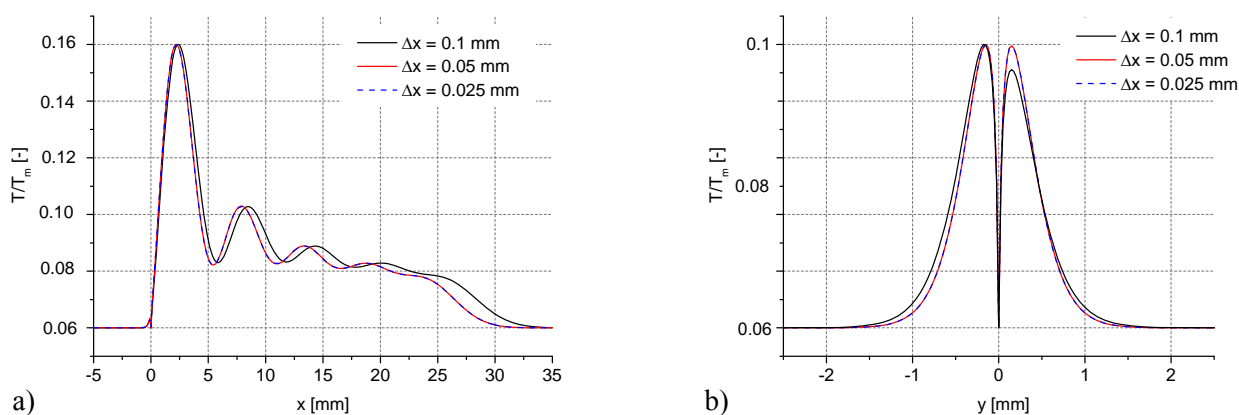 T/Tm [-]
0.16
0.14
0.12
0.10
0.08
0.06
Δx = 0.1 mm
Δx = 0.05 mm
Δx = 0.025 mm
-5 0 5 10 15 20 25 30 35
x [mm]
a)
T/Tm [-]
0.1
0.08
0.06
Δx = 0.1 mm
Δx = 0.05 mm
Δx = 0.025 mm
-2 -1 0 1 2
y [mm]
b)